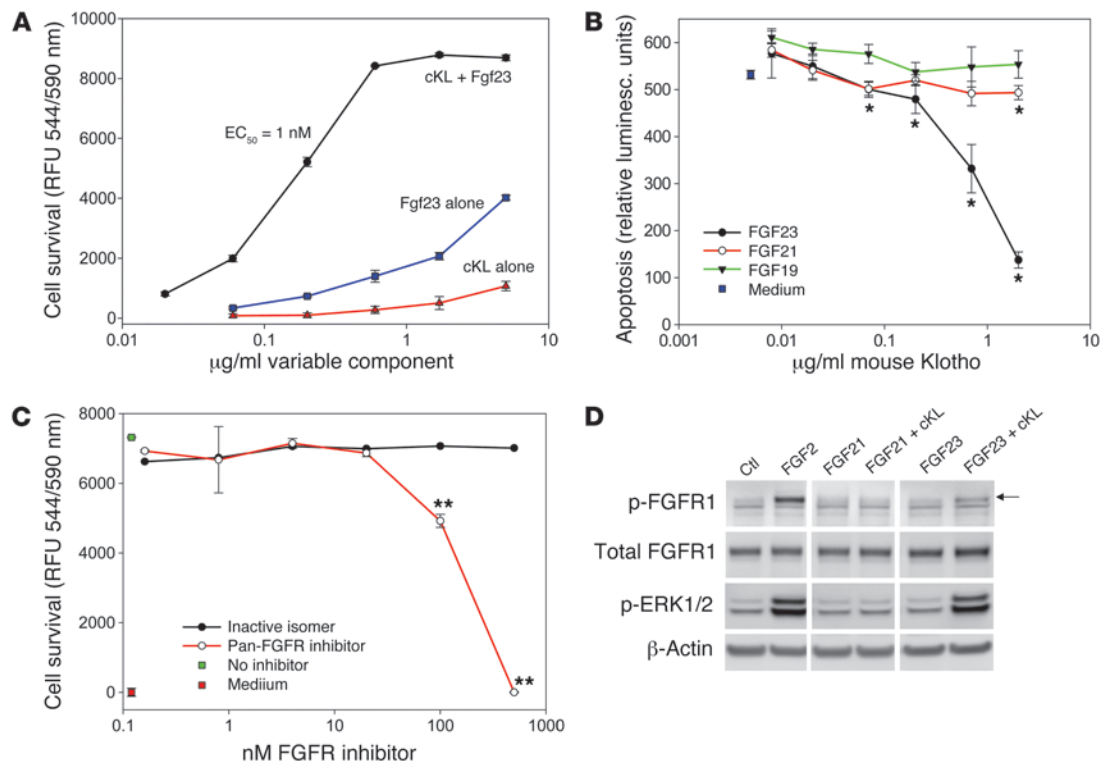 A
Cell survival (RFU 544/590 nm)
10000
8000
6000
4000
2000
0
cKL + Fgf23
EC50 = 1 nM
Fgf23 alone
cKL alone
0.01
0.1
1
10
μg/ml variable component
B
Apoptosis (relative luminesc. units)
600
500
400
300
200
100
0
*
*
*
*
*
FGF23
FGF21
FGF19
Medium
0.001
0.01
0.1
1
10
μg/ml mouse Klotho
C
Cell survival (RFU 544/590 nm)
8000
6000
4000
2000
0
**
**
Inactive isomer
Pan-FGFR inhibitor
No inhibitor
Mediium
0.1
1
10
100
1000
nM FGFR inhibitor
D
Ctl
FGF2
FGF21
FGF21 + cKL
FGF23
FGF23 + cKL
p-FGFR1
Total FGFR1
p-ERK1/2
β-Actin